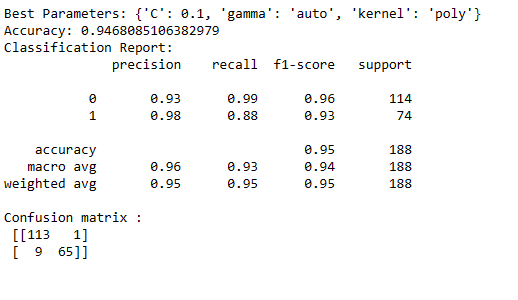 Best Parameters: {'C': 0.1, 'gamma': 'auto', 'kernel': 'poly'}
Accuracy: 0.9468085106382979
Classification Report:
precision recall f1-score support
0 0.93 0.99 0.96 114
1 0.98 0.88 0.93 74
accuracy 0.95 188
macro avg 0.96 0.93 0.94 188
weighted avg 0.95 0.95 0.95 188
Confusion matrix :
[[113 1]
[ 9 65]]